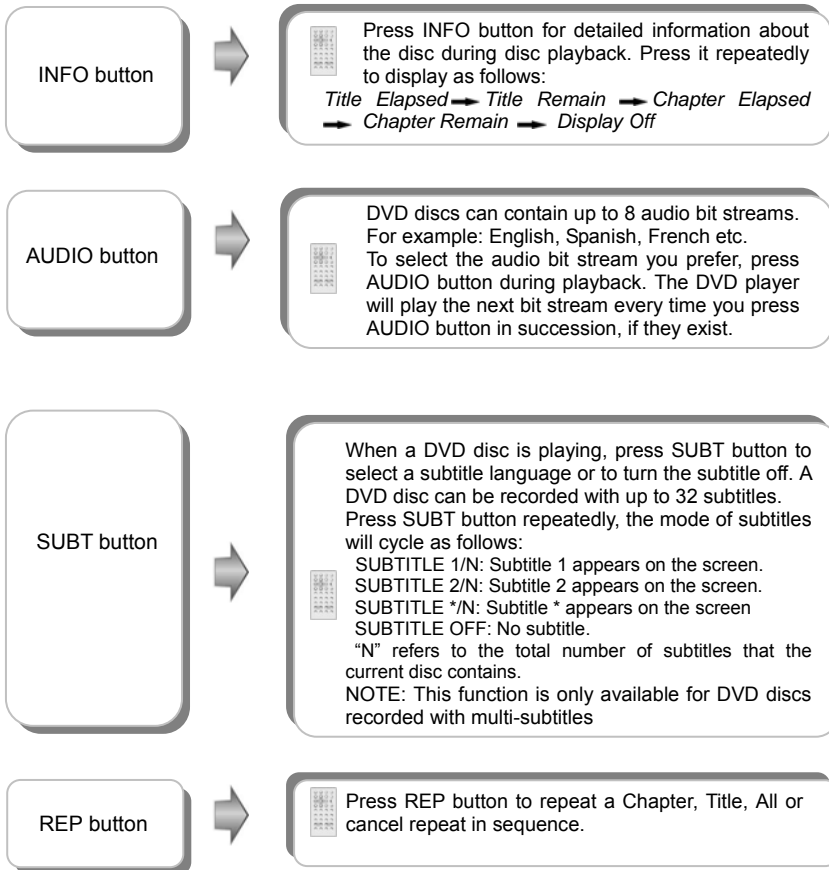 INFO button
Press INFO button for detailed information about
the disc during disc playback. Press it repeatedly
to display as follows:
Title Elapsed → Title Remain → Chapter Elapsed
→ Chapter Remain → Display Off
AUDIO button
DVD discs can contain up to 8 audio bit streams.
For example: English, Spanish, French etc.
To select the audio bit stream you prefer, press
AUDIO button during playback. The DVD player
will play the next bit stream every time you press
AUDIO button in succession, if they exist.
SUBT button
When a DVD disc is playing, press SUBT button to
select a subtitle language or to turn the subtitle off. A
DVD disc can be recorded with up to 32 subtitles.
Press SUBT button repeatedly, the mode of subtitles
will cycle as follows:
SUBTITLE 1/N: Subtitle 1 appears on the screen.
SUBTITLE 2/N: Subtitle 2 appears on the screen.
SUBTITLE */N: Subtitle * appears on the screen
SUBTITLE OFF: No subtitle.
“N” refers to the total number of subtitles that the
current disc contains.
NOTE: This function is only available for DVD discs
recorded with multi-subtitles
REP button
Press REP button to repeat a Chapter, Title, All or
cancel repeat in sequence.